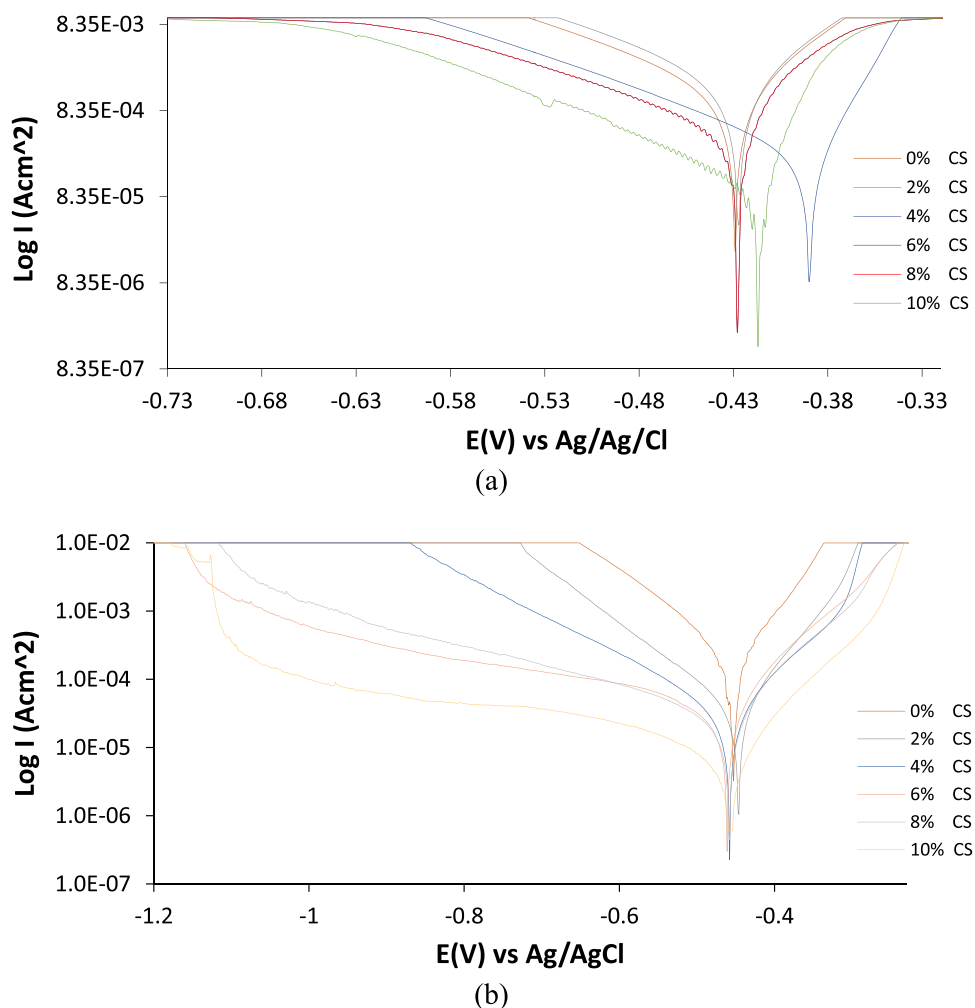 8.35E-03
8.35E-04
8.35E-05
8.35E-06
8.35E-07
Log I (Acm^2)
-0.73 -0.68 -0.63 -0.58 -0.53 -0.48 -0.43 -0.38 -0.33
E(V) vs Ag/Ag/Cl
0% CS
2% CS
4% CS
6% CS
8% CS
10% CS
(a)
1.0E-02
1.0E-03
1.0E-04
1.0E-05
1.0E-06
1.0E-07
Log I (Acm^2)
-1.2 -1 -0.8 -0.6 -0.4
E(V) vs Ag/AgCl
0% CS
2% CS
4% CS
6% CS
8% CS
10% CS
(b)